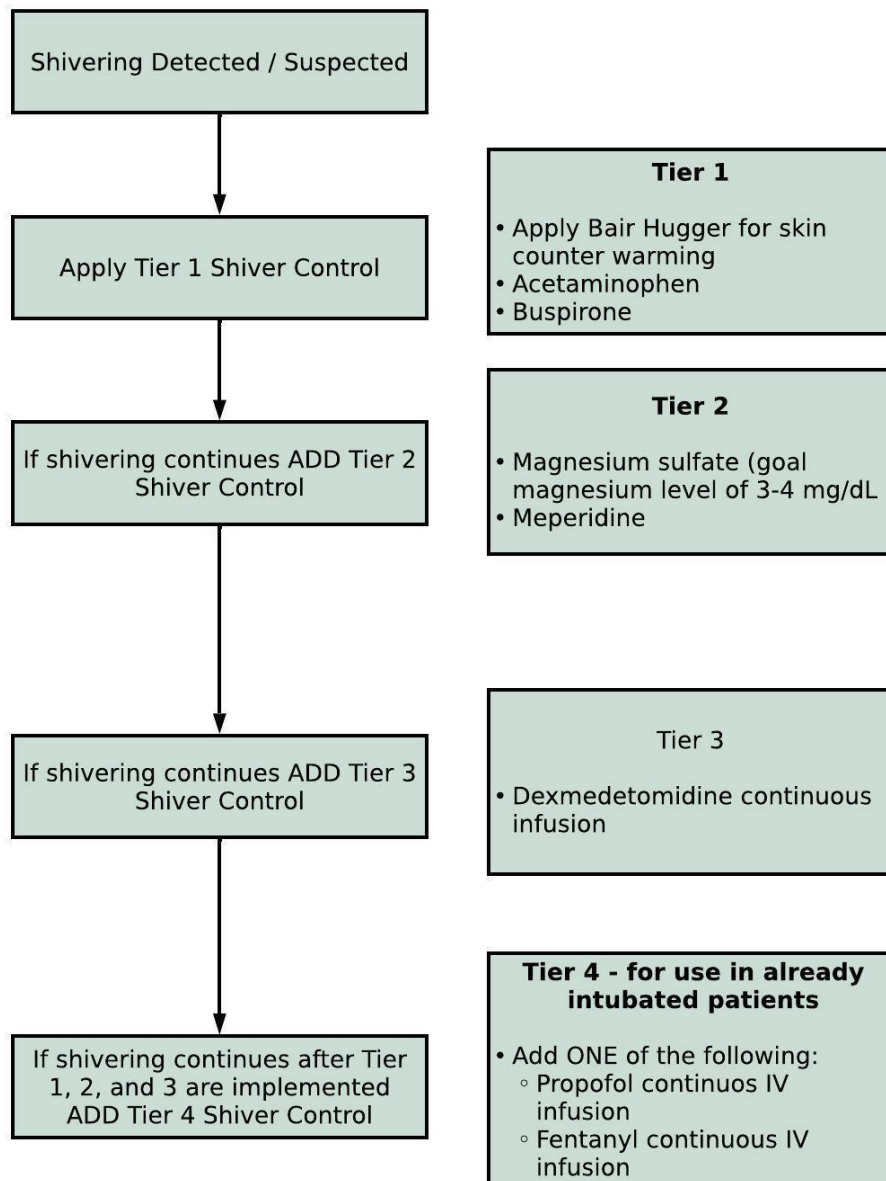 Shivering Detected / Suspected
Apply Tier 1 Shiver Control
If shivering continues ADD Tier 2
Shiver Control
If shivering continues ADD Tier 3
Shiver Control
If shivering continues after Tier
1, 2, and 3 are implemented
ADD Tier 4 Shiver Control
Tier 1
• Apply Bair Hugger for skin
counter warming
• Acetaminophen
• Buspirone
Tier 2
• Magnesium sulfate (goal
magnesium level of 3-4 mg/dL
• Meperidine
Tier 3
• Dexmedetomidine continuous
infusion
Tier 4 - for use in already
intubated patients
• Add ONE of the following:
◦ Propofol continuos IV
infusion
◦ Fentanyl continuous IV
infusion